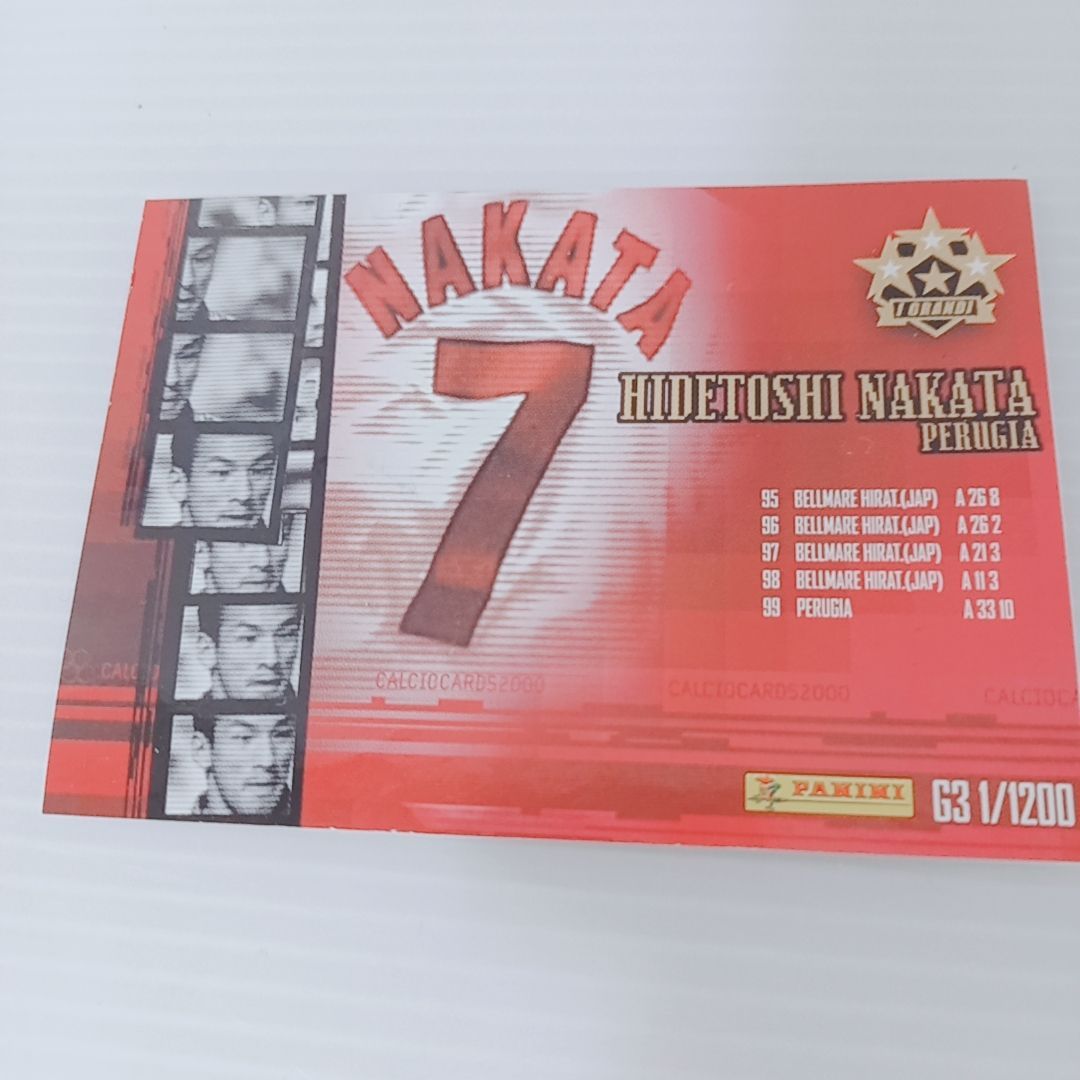 NAKATA
7
I GRANDI
HIDETOSHI NAKATA
PERUGIA
95 BELLMARE HIRAT.(JAP) A 26 8
96 BELLMARE HIRAT.(JAP) A 26 2
97 BELLMARE HIRAT.(JAP) A 21 3
98 BELLMARE HIRAT.(JAP) A 11 3
99 PERUGIA A 33 10
CALCIO
CALCIOCARDS2000
CALCIOCARDS2000
CALCIOCA
PANINI
G3 1/1200